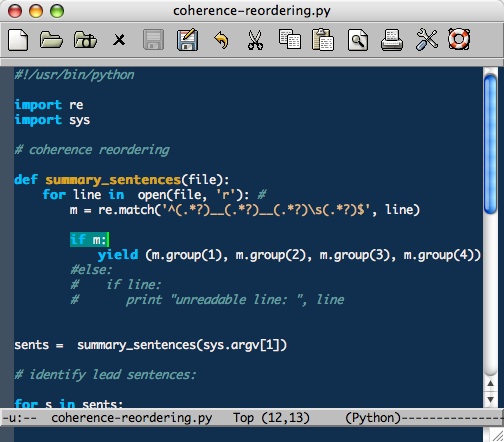 coherence-reordering.py
#!/usr/bin/python
import re
import sys
# coherence reordering
def summary_sentences(file):
for line in  open(file, 'r'): #
m = re.match('^(.*?)__(.*?)__(.*?)\s(.*?)$', line)
if m:
yield (m.group(1), m.group(2), m.group(3), m.group(4))
#else:
#    if line:
#       print "unreadable line: ", line
sents =  summary_sentences(sys.argv[1])
# identify lead sentences:
for s in sents:
-u:--  coherence-reordering.py   Top (12,13)     (Python)---------------